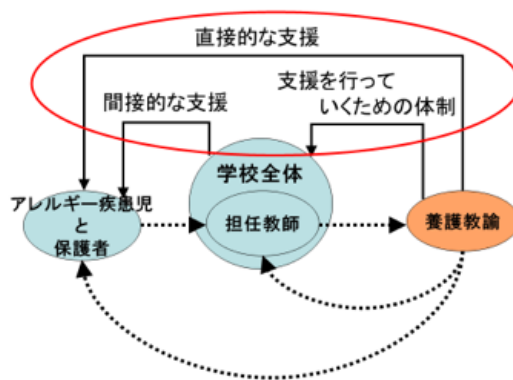 直接的な支援
間接的な支援
支援を行って
いくための体制
学校全体
アレルギー疾患児
と
保護者
担任教師
養護教諭